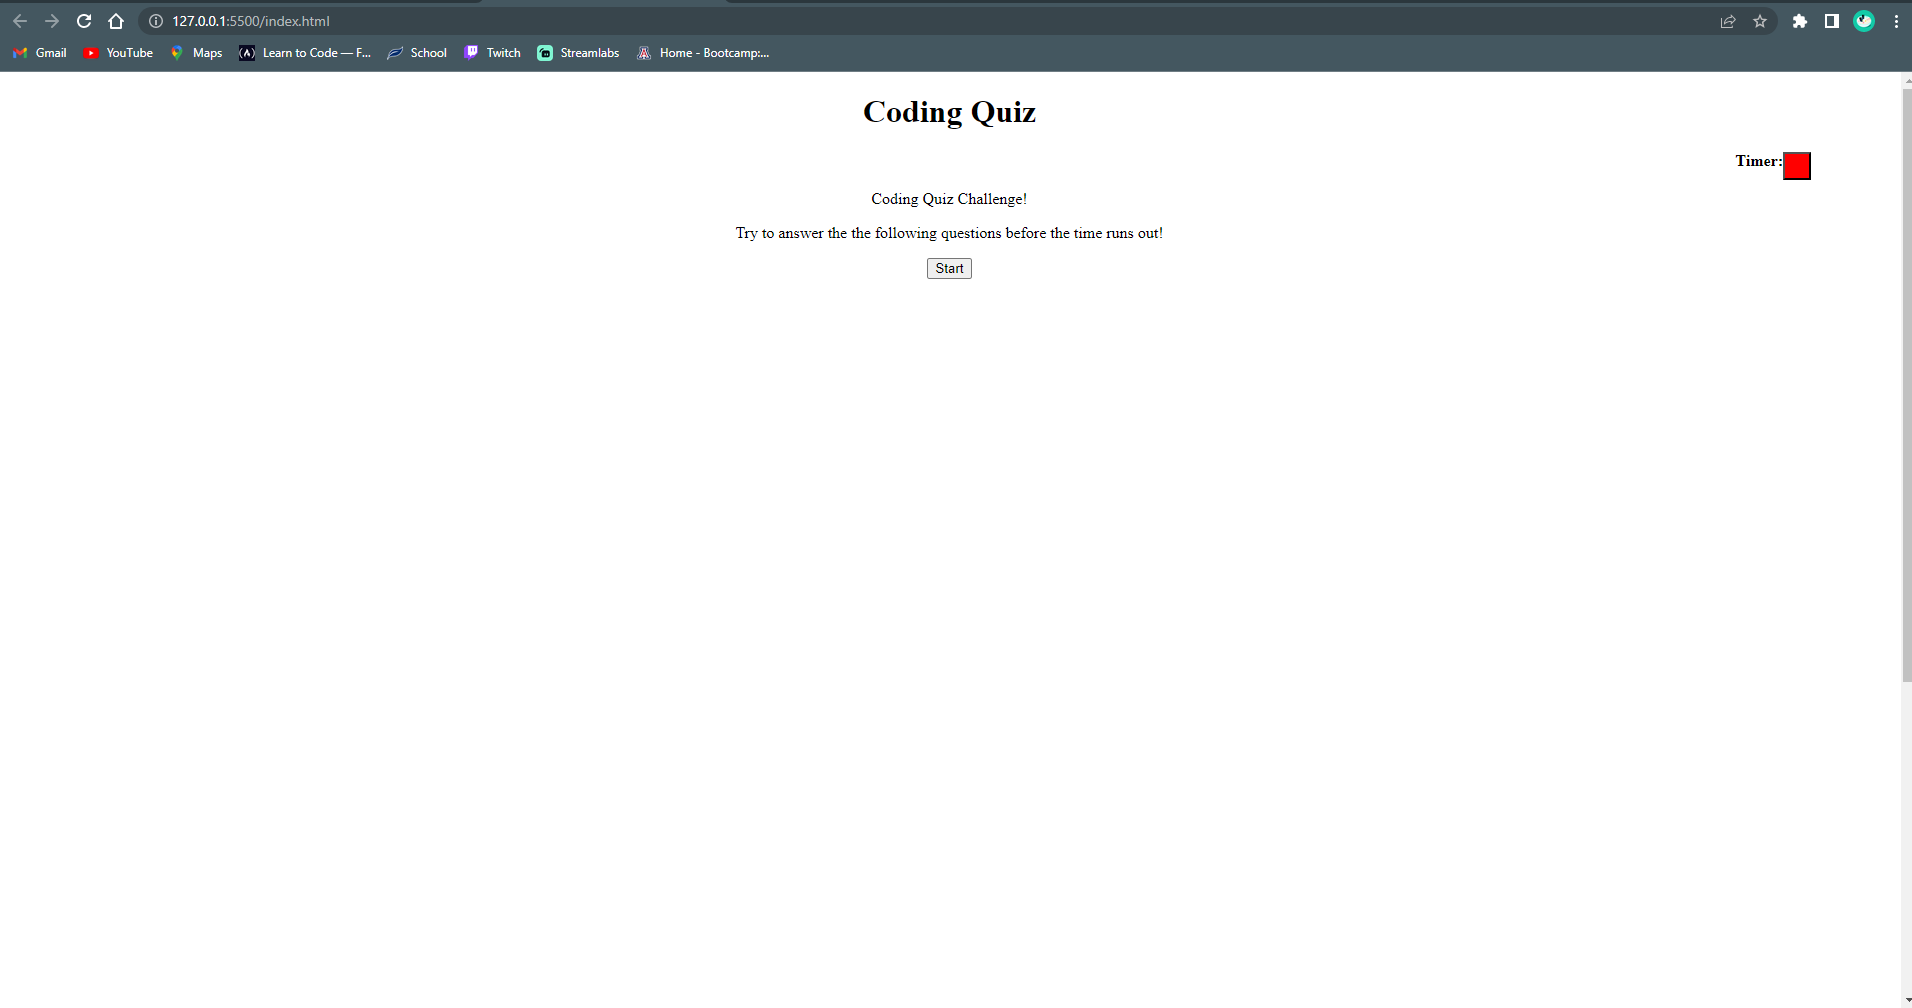 127.0.0.1:5500/index.html
Gmail YouTube Maps Learn to Code — F... School Twitch Streamlabs Home - Bootcamp:...
Coding Quiz
Timer:
Coding Quiz Challenge!
Try to answer the the following questions before the time runs out!
Start